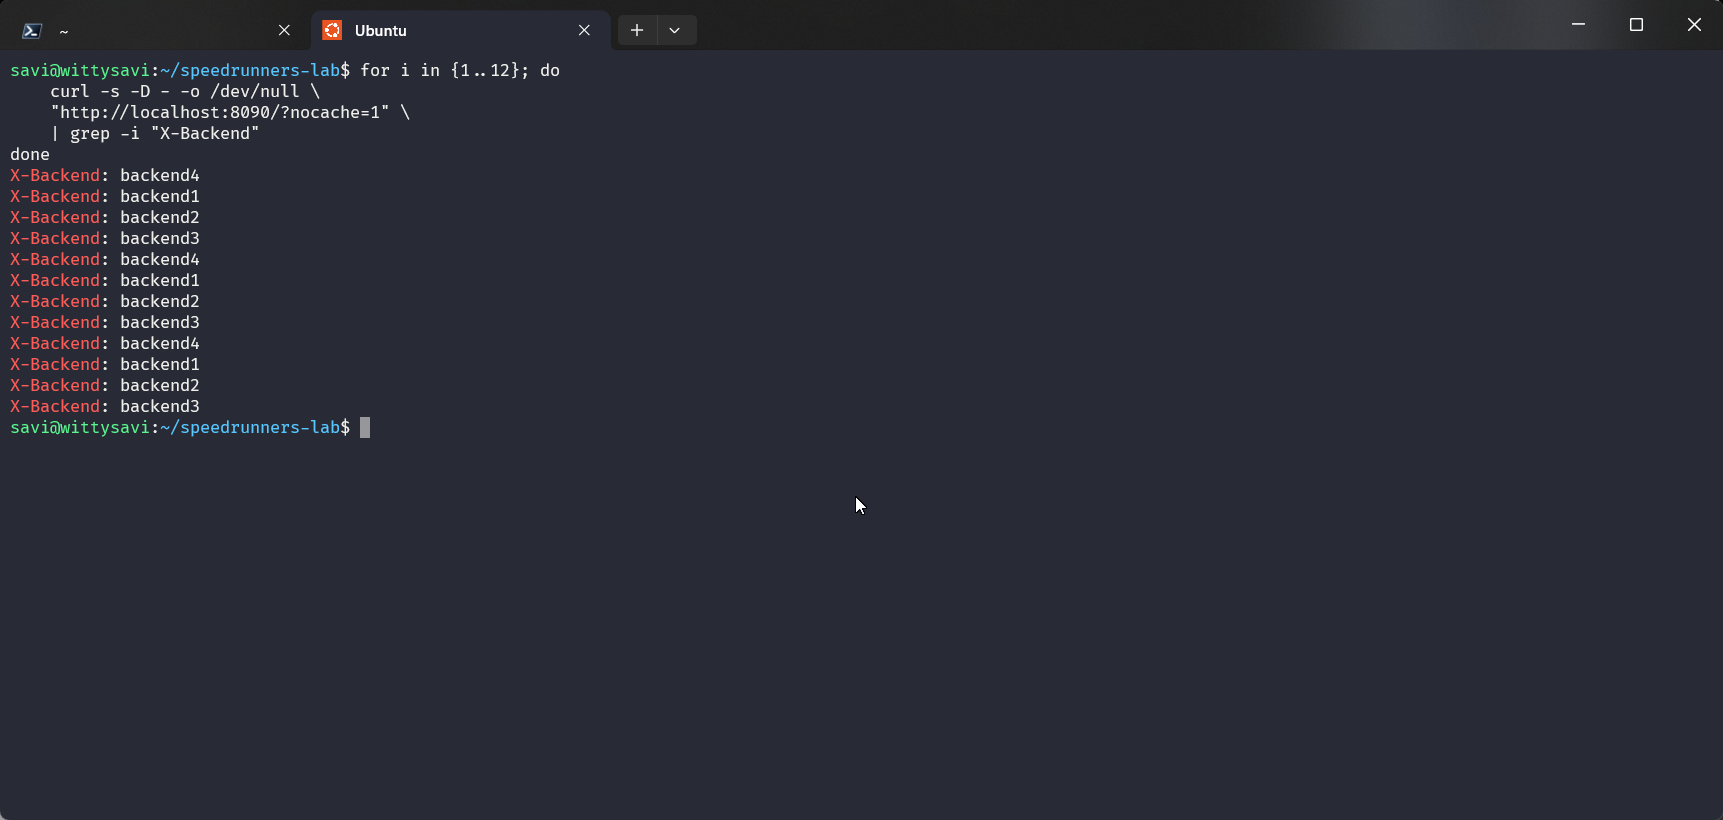 ~
Ubuntu
savi@wittysavi:~/speedrunners-lab$ for i in {1..12}; do
    curl -s -D - -o /dev/null \
    "http://localhost:8090/?nocache=1" \
    | grep -i "X-Backend"
done
X-Backend: backend4
X-Backend: backend1
X-Backend: backend2
X-Backend: backend3
X-Backend: backend4
X-Backend: backend1
X-Backend: backend2
X-Backend: backend3
X-Backend: backend4
X-Backend: backend1
X-Backend: backend2
X-Backend: backend3
savi@wittysavi:~/speedrunners-lab$